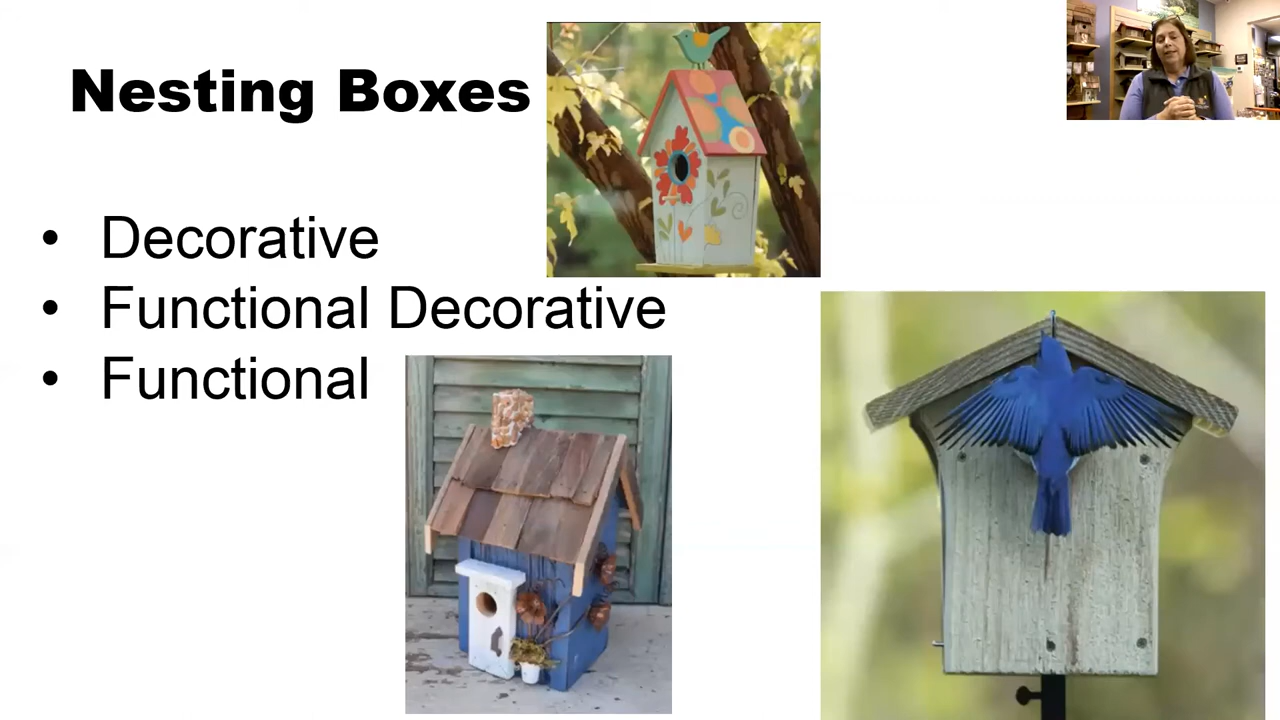 Nesting Boxes
• Decorative
• Functional Decorative
• Functional